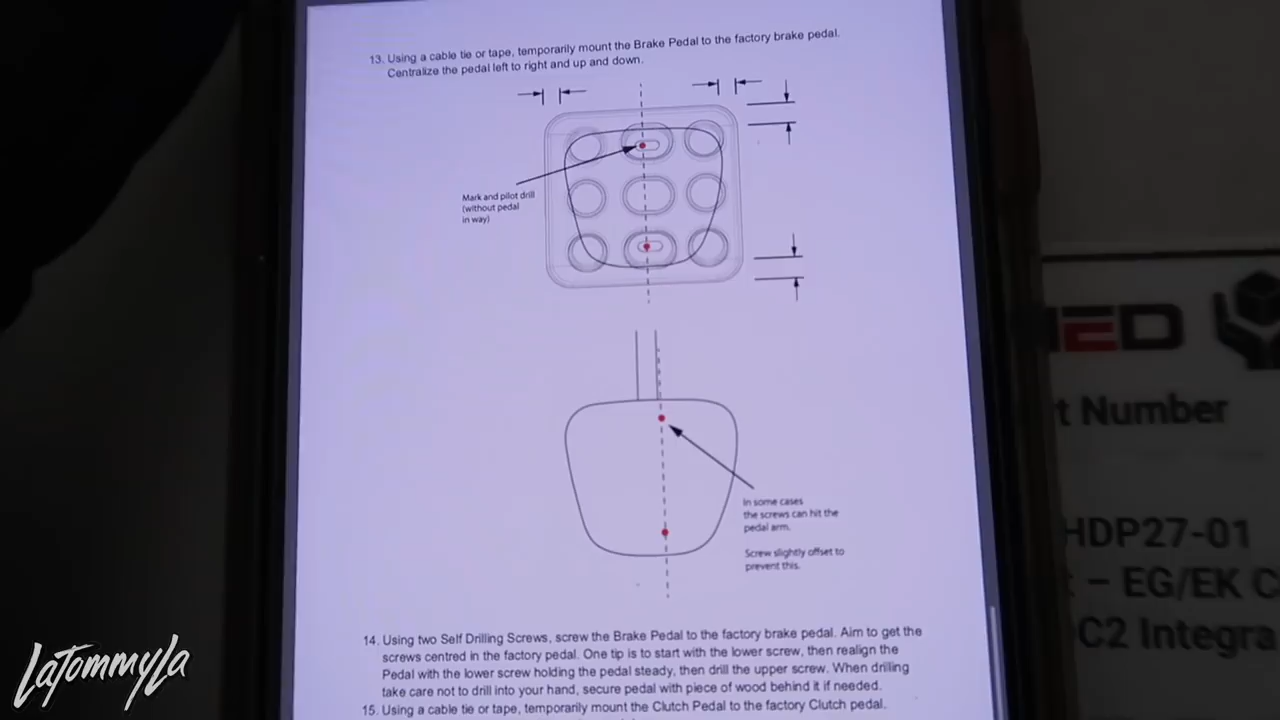 13. Using a cable tie or tape, temporarily mount the Brake Pedal to the factory brake pedal.
Centralize the pedal left to right and up and down.
Mark and pilot drill
(without pedal
in way)
In some cases
the screws can hit the
pedal arm.
Screw slightly offset to
prevent this.
14. Using two Self Drilling Screws, screw the Brake Pedal to the factory brake pedal. Aim to get the
screws centred in the factory pedal. One tip is to start with the lower screw, then realign the
Pedal with the lower screw holding the pedal steady, then drill the upper screw. When drilling
take care not to drill into your hand, secure pedal with piece of wood behind it if needed.
15. Using a cable tie or tape, temporarily mount the Clutch Pedal to the factory Clutch pedal.
ED
t Number
HDP27-01
– EG/EK C
C2 Integra
LaTommyLa